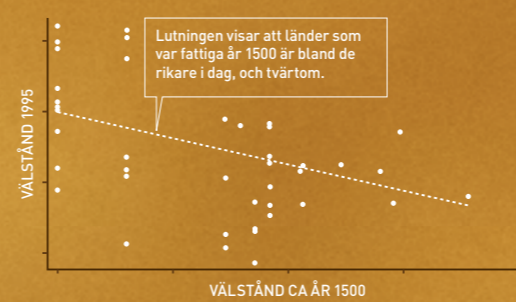 Lutningen visar att länder som
var fattiga år 1500 är bland de
rikare i dag, och tvärtom.
VÄLSTÅND 1995
VÄLSTÅND CA ÅR 1500